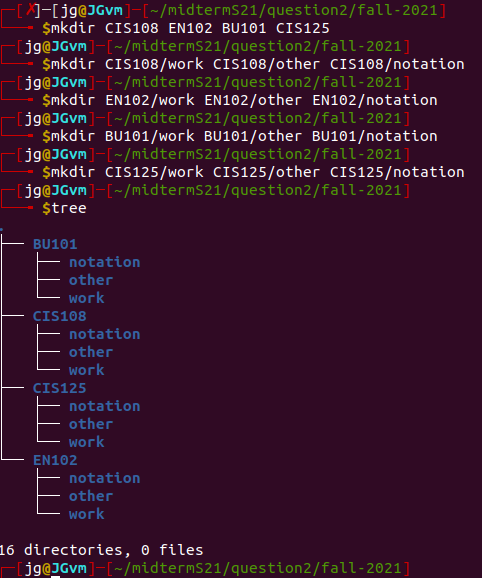 ┌─[✗]─[jg@JGvm]─[~/midtermS21/question2/fall-2021]
└──╼ $mkdir CIS108 EN102 BU101 CIS125
┌─[jg@JGvm]─[~/midtermS21/question2/fall-2021]
└──╼ $mkdir CIS108/work CIS108/other CIS108/notation
┌─[jg@JGvm]─[~/midtermS21/question2/fall-2021]
└──╼ $mkdir EN102/work EN102/other EN102/notation
┌─[jg@JGvm]─[~/midtermS21/question2/fall-2021]
└──╼ $mkdir BU101/work BU101/other BU101/notation
┌─[jg@JGvm]─[~/midtermS21/question2/fall-2021]
└──╼ $mkdir CIS125/work CIS125/other CIS125/notation
┌─[jg@JGvm]─[~/midtermS21/question2/fall-2021]
└──╼ $tree
.
├── BU101
│   ├── notation
│   ├── other
│   └── work
├── CIS108
│   ├── notation
│   ├── other
│   └── work
├── CIS125
│   ├── notation
│   ├── other
│   └── work
└── EN102
    ├── notation
    ├── other
    └── work
16 directories, 0 files
┌─[jg@JGvm]─[~/midtermS21/question2/fall-2021]